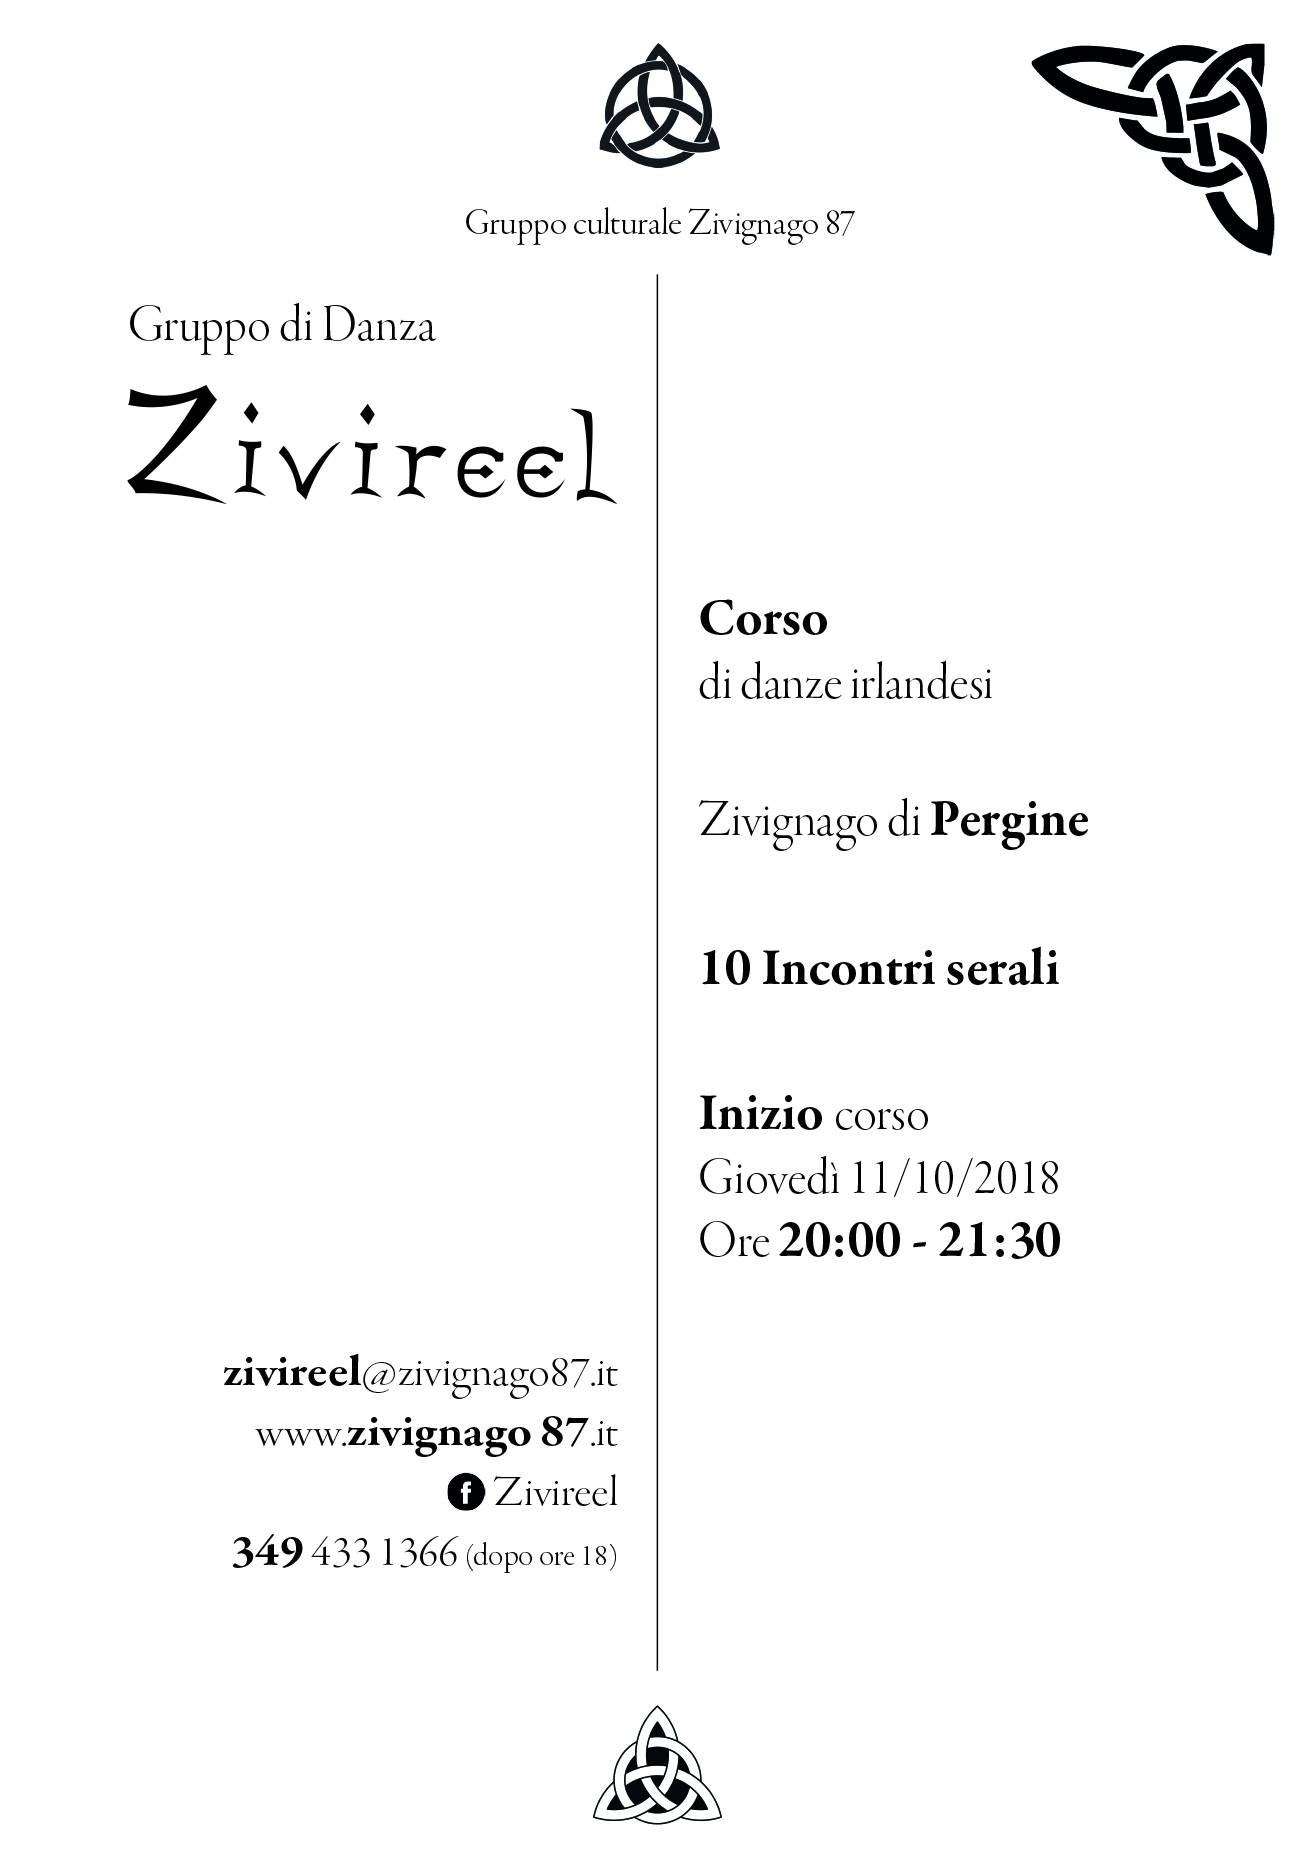 Gruppo culturale Zivignago 87
Gruppo di Danza
Zivireel
Corso
di danze irlandesi
Zivignago di Pergine
10 Incontri serali
Inizio corso
Giovedì 11/10/2018
Ore 20:00 - 21:30
zivireel@zivignago87.it
www.zivignago 87.it
f Zivireel
349 433 1366 (dopo ore 18)